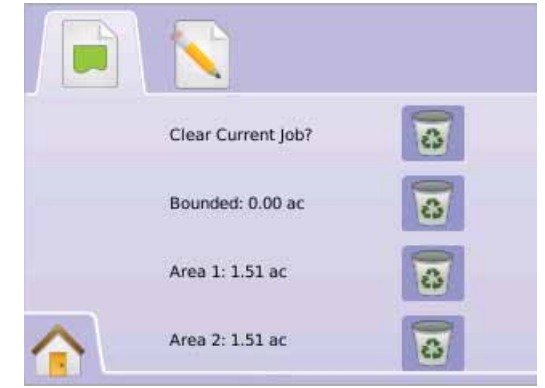 Clear Current Job?
Bounded: 0.00 ac
Area 1: 1.51 ac
Area 2: 1.51 ac